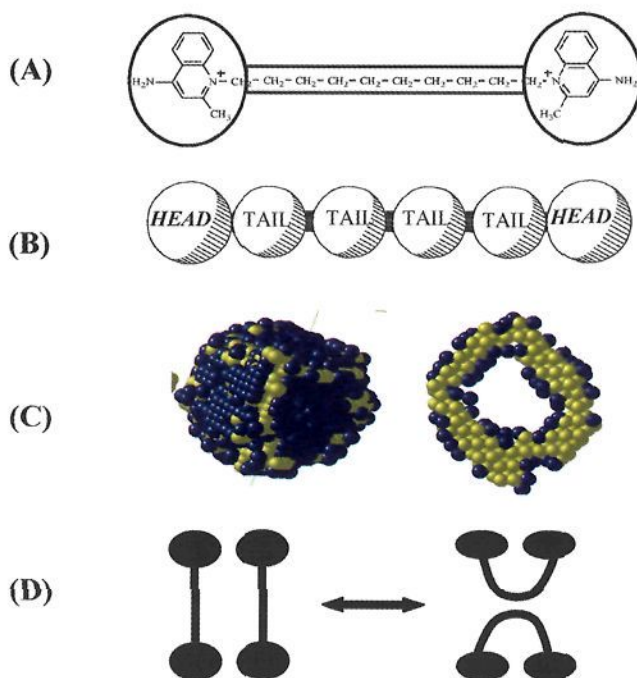 (A)
H₂N– N + –CH₂–CH₂–CH₂–CH₂–CH₂–CH₂–CH₂–CH₂–CH₂–CH₂– + N –NH₂
CH₃ H₃C
(B)
HEAD TAIL TAIL TAIL TAIL HEAD
(C)
(D)